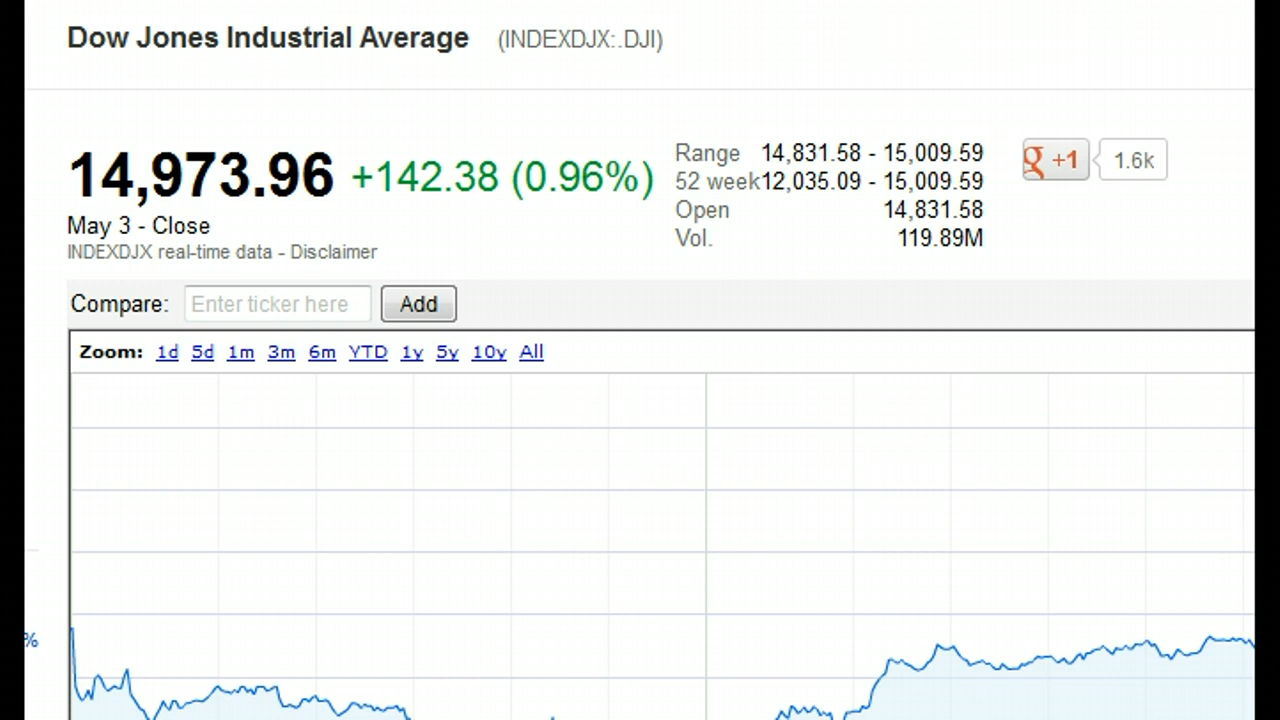 Dow Jones Industrial Average (INDEXDJX:.DJI)
14,973.96 +142.38 (0.96%)
May 3 - Close
INDEXDJX real-time data - Disclaimer
Range 14,831.58 - 15,009.59
52 week 12,035.09 - 15,009.59
Open 14,831.58
Vol. 119.89M
g +1 1.6k
Compare: Enter ticker here Add
Zoom: 1d 5d 1m 3m 6m YTD 1y 5y 10y All
%